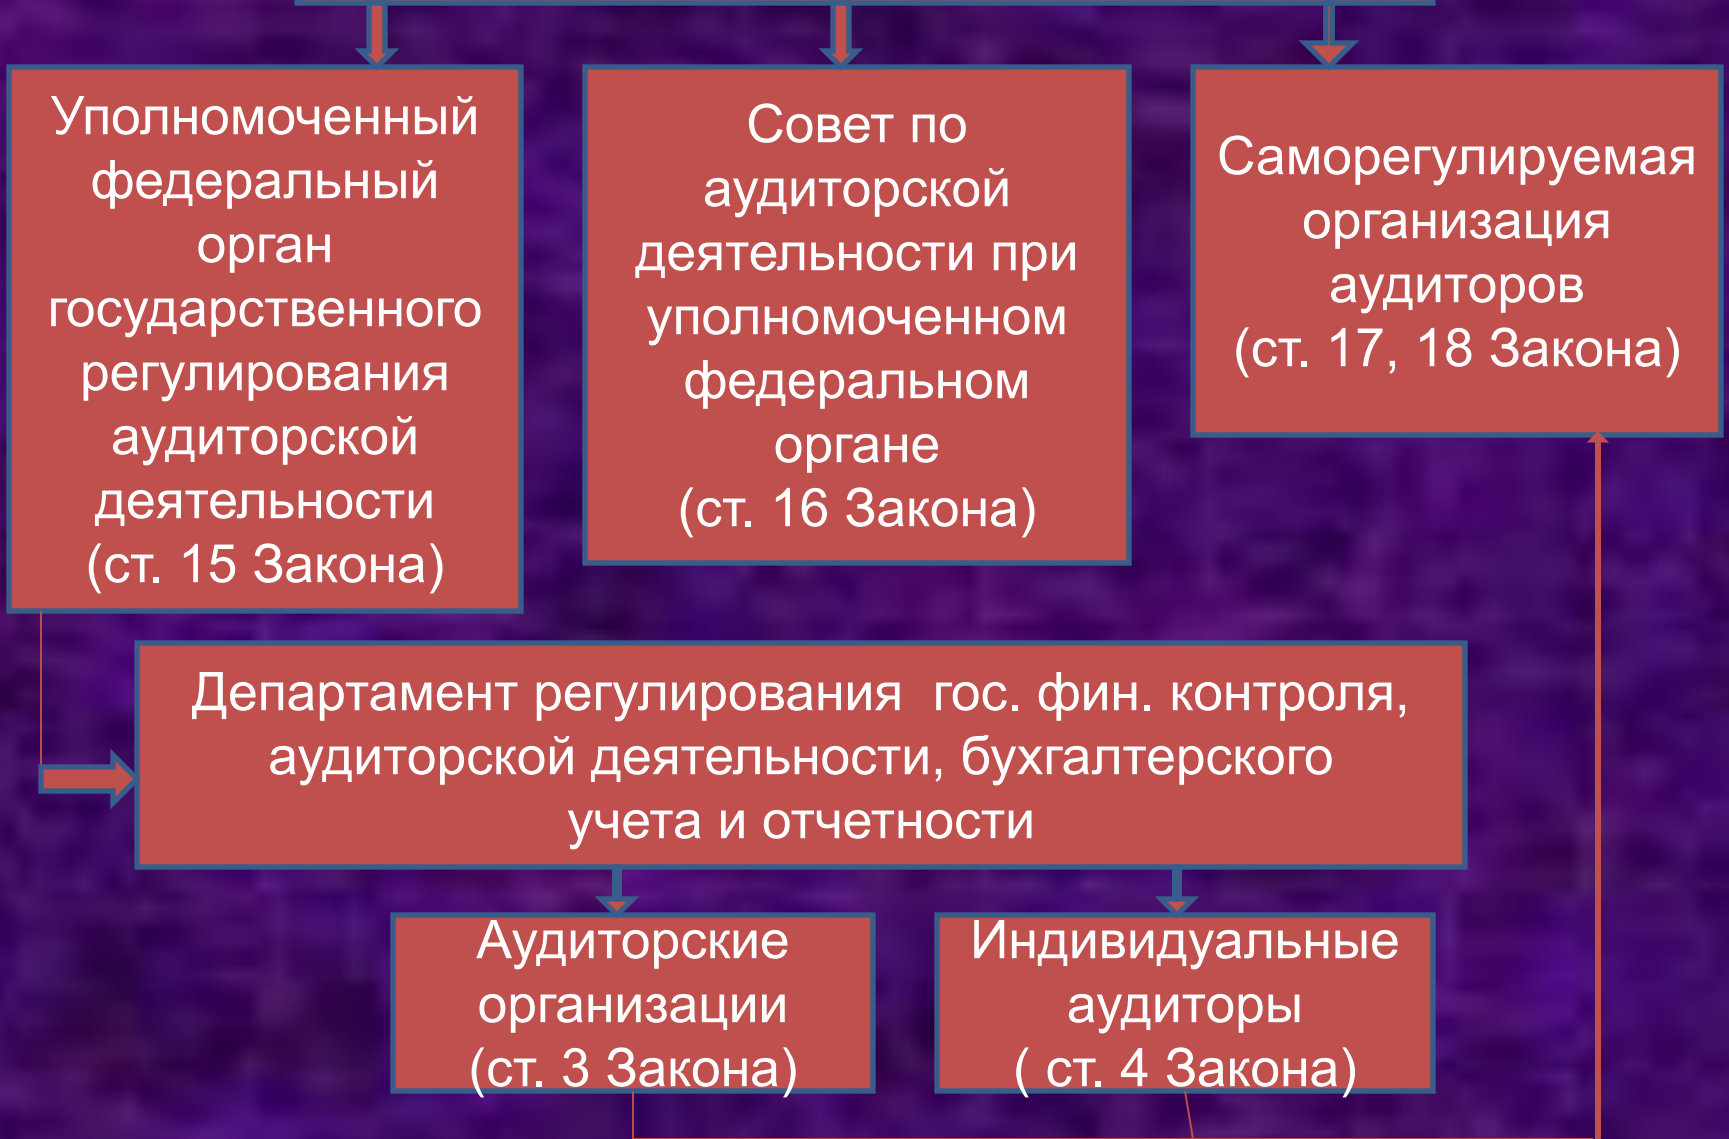 Уполномоченный
федеральный
орган
государственного
регулирования
аудиторской
деятельности
(ст. 15 Закона)
Совет по
аудиторской
деятельности при
уполномоченном
федеральном
органе
(ст. 16 Закона)
Саморегулируемая
организация
аудиторов
(ст. 17, 18 Закона)
Департамент регулирования  гос. фин. контроля,
аудиторской деятельности, бухгалтерского
учета и отчетности
Аудиторские
организации
(ст. 3 Закона)
Индивидуальные
аудиторы
( ст. 4 Закона)